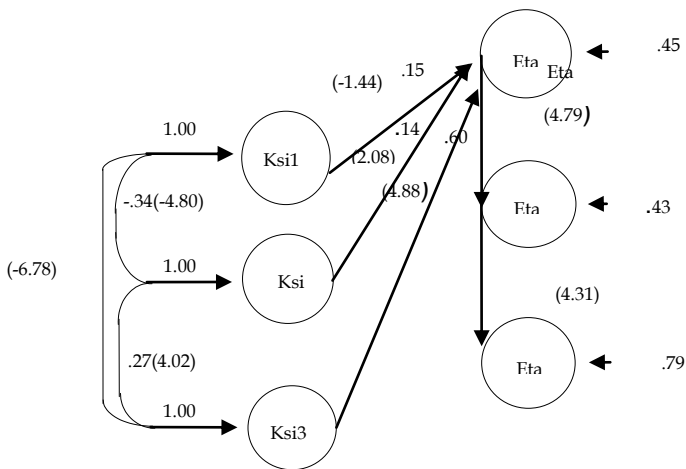 Eta Eta
.45
.15
(-1.44)
(4.79)
1.00
.14
.60
Ksi1
(2.08)
(4.88)
-.34(-4.80)
Eta
.43
(-6.78)
1.00
Ksi
(4.31)
.27(4.02)
Eta
.79
1.00
Ksi3